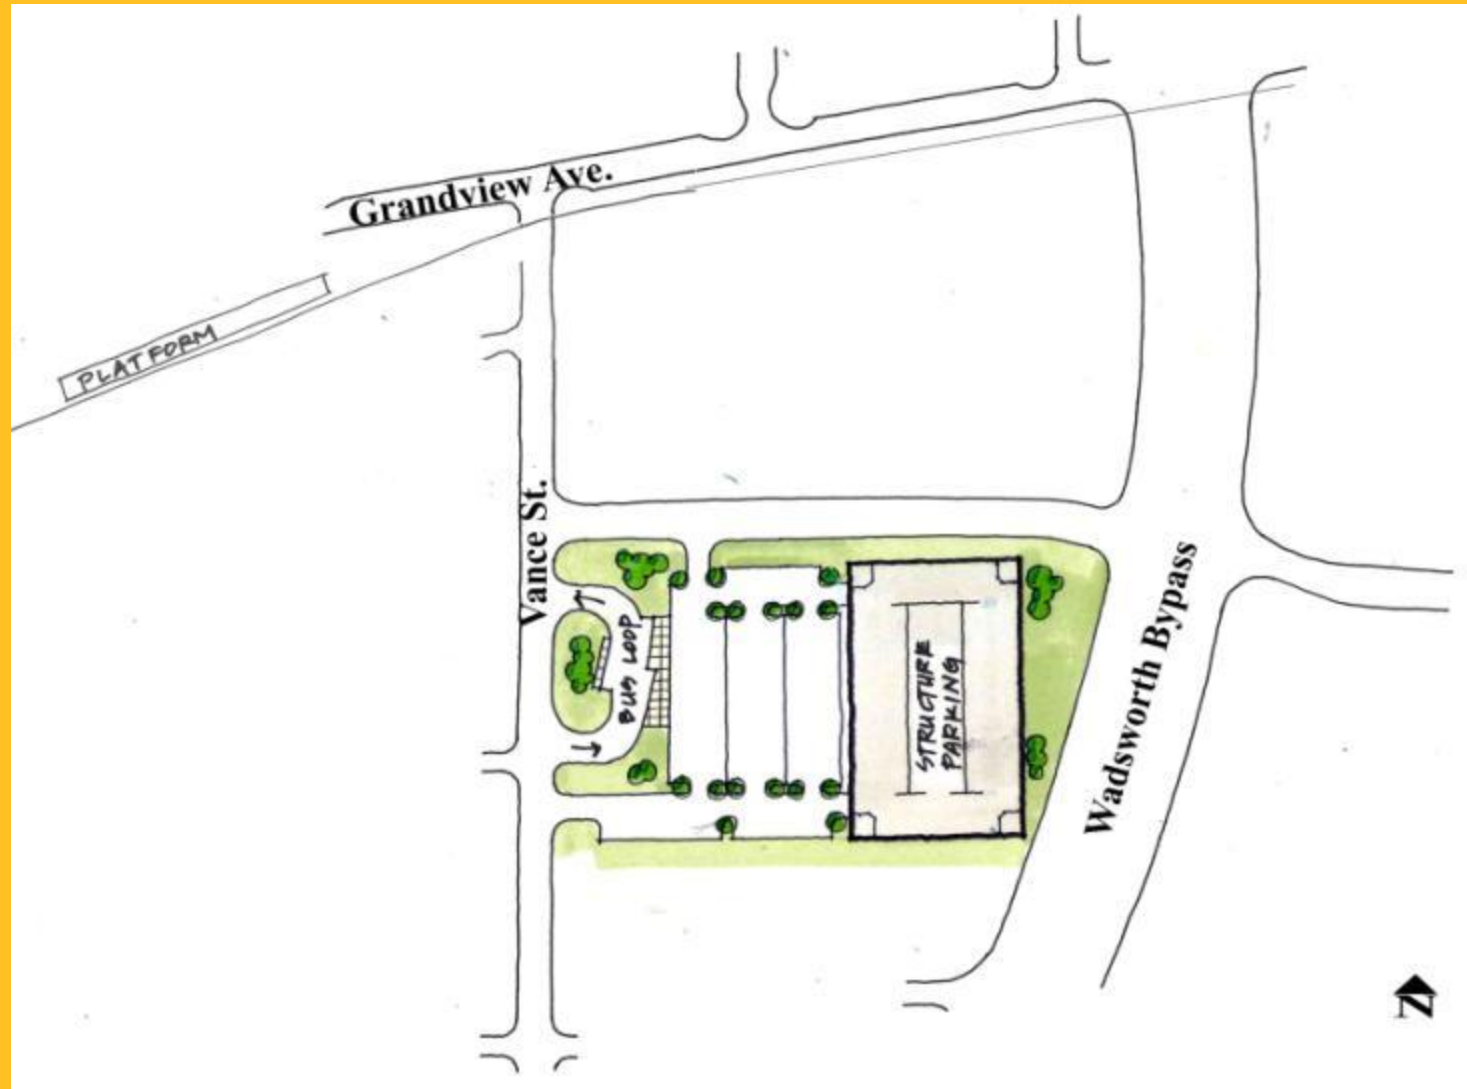 Grandview Ave.
PLATFORM
Vance St.
BUS LOOP
STRUCTURE
PARKING
Wadsworth Bypass
N